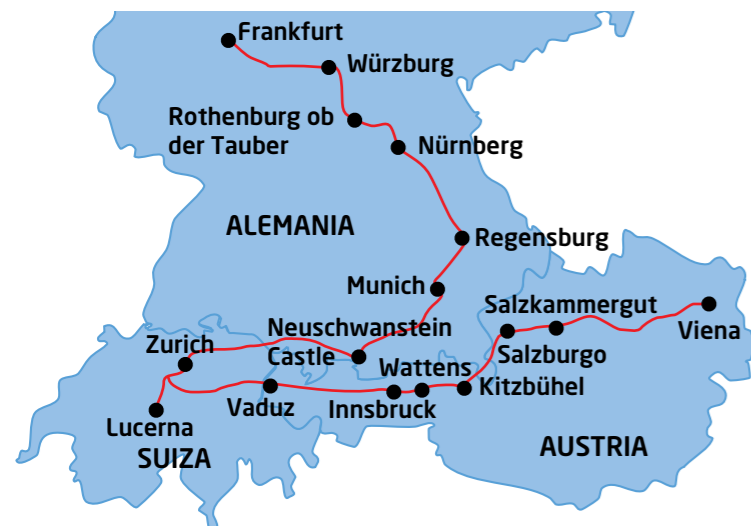 Frankfurt
Würzburg
Rothenburg ob
der Tauber
Nürnberg
ALEMANIA
Regensburg
Munich
Salzkammergut
Neuschwanstein
Castle
Zurich
Viena
Salzburgo
Wattens
Kitzbühel
Vaduz
Innsbruck
Lucerna
SUIZA
AUSTRIA